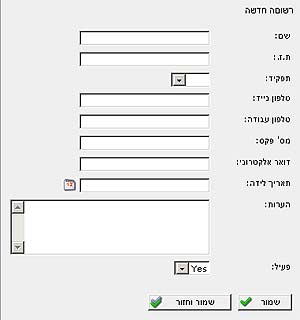 רשומה חדשה
שם:
ת.ז.:
תפקיד:
טלפון נייד:
טלפון עבודה:
מס' פקס:
דואר אלקטרוני:
תאריך לידה:
12
הערות:
פעיל: Yes
שמור שמור וחזור